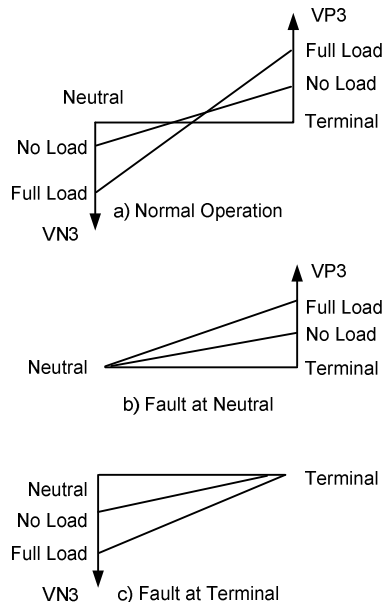 VP3
Full Load
Neutral
No Load
Terminal
No Load
Full Load
a) Normal Operation
VN3
VP3
Full Load
No Load
Neutral
Terminal
b) Fault at Neutral
Terminal
Neutral
No Load
Full Load
VN3
c) Fault at Terminal